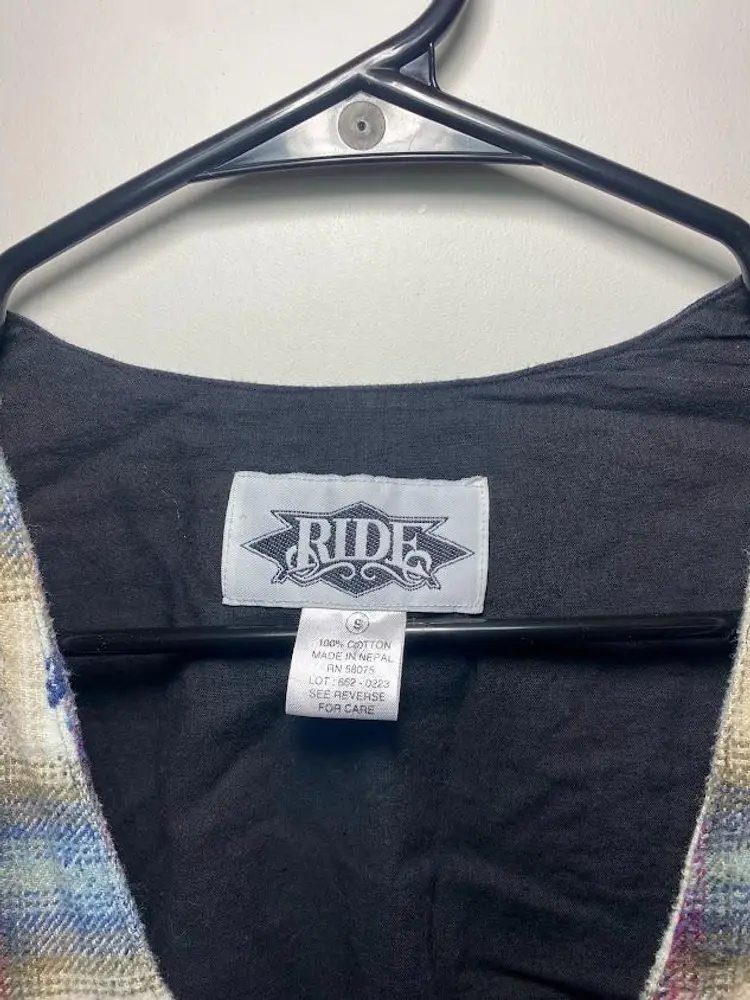 RIDE
S
100% COTTON
MADE IN NEPAL
RN 58075
LOT : 662 - 0223
SEE REVERSE
FOR CARE